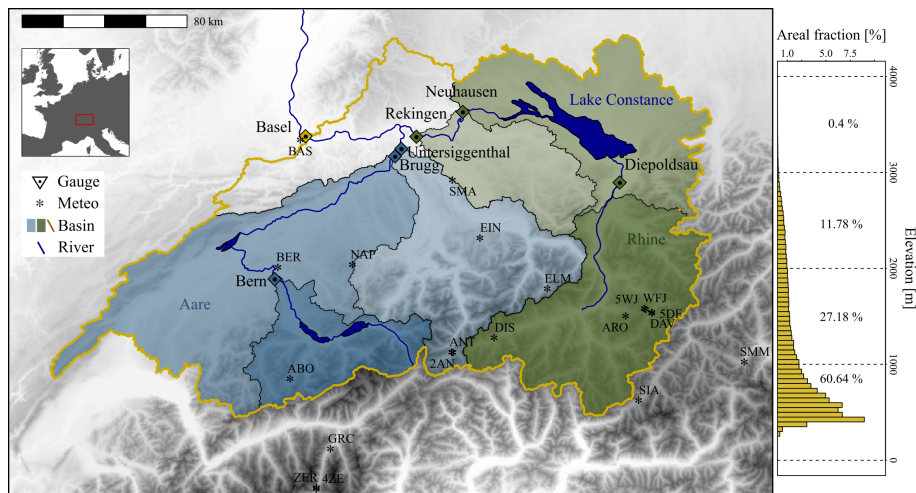 80 km
Gauge
Meteo
Basin
River
Basel
BAS
Neuhausen
Rekingen
Lake Constance
Untersiggenthal
Brugg
Diepoldsau
SMA
EIN
Rhine
BER
NAP
Bern
ELM
Aare
5WJ
WFJ
5DF
ARO
DAV
DIS
ANT
2AN
ABO
SMM
SIA
GRC
ZER
4ZE
Areal fraction [%]
1.0 5.0 7.5
4000
0.4 %
3000
11.78 %
2000
Elevation [m]
27.18 %
1000
60.64 %
0